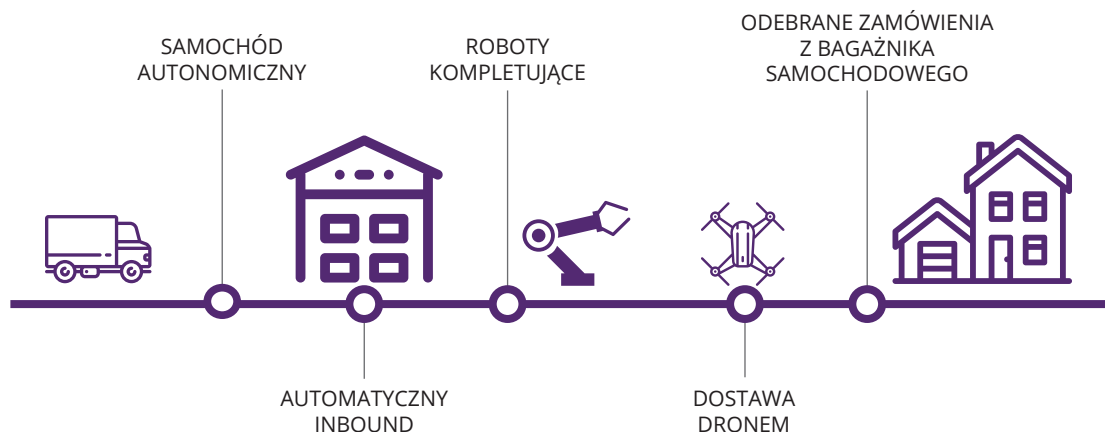 SAMOCHÓD
AUTONOMICZNY
AUTOMATYCZNY
INBOUND
ROBOTY
KOMPLETUJĄCE
DOSTAWA
DRONEM
ODEBRANE ZAMÓWIENIA
Z BAGAŻNIKA
SAMOCHODOWEGO